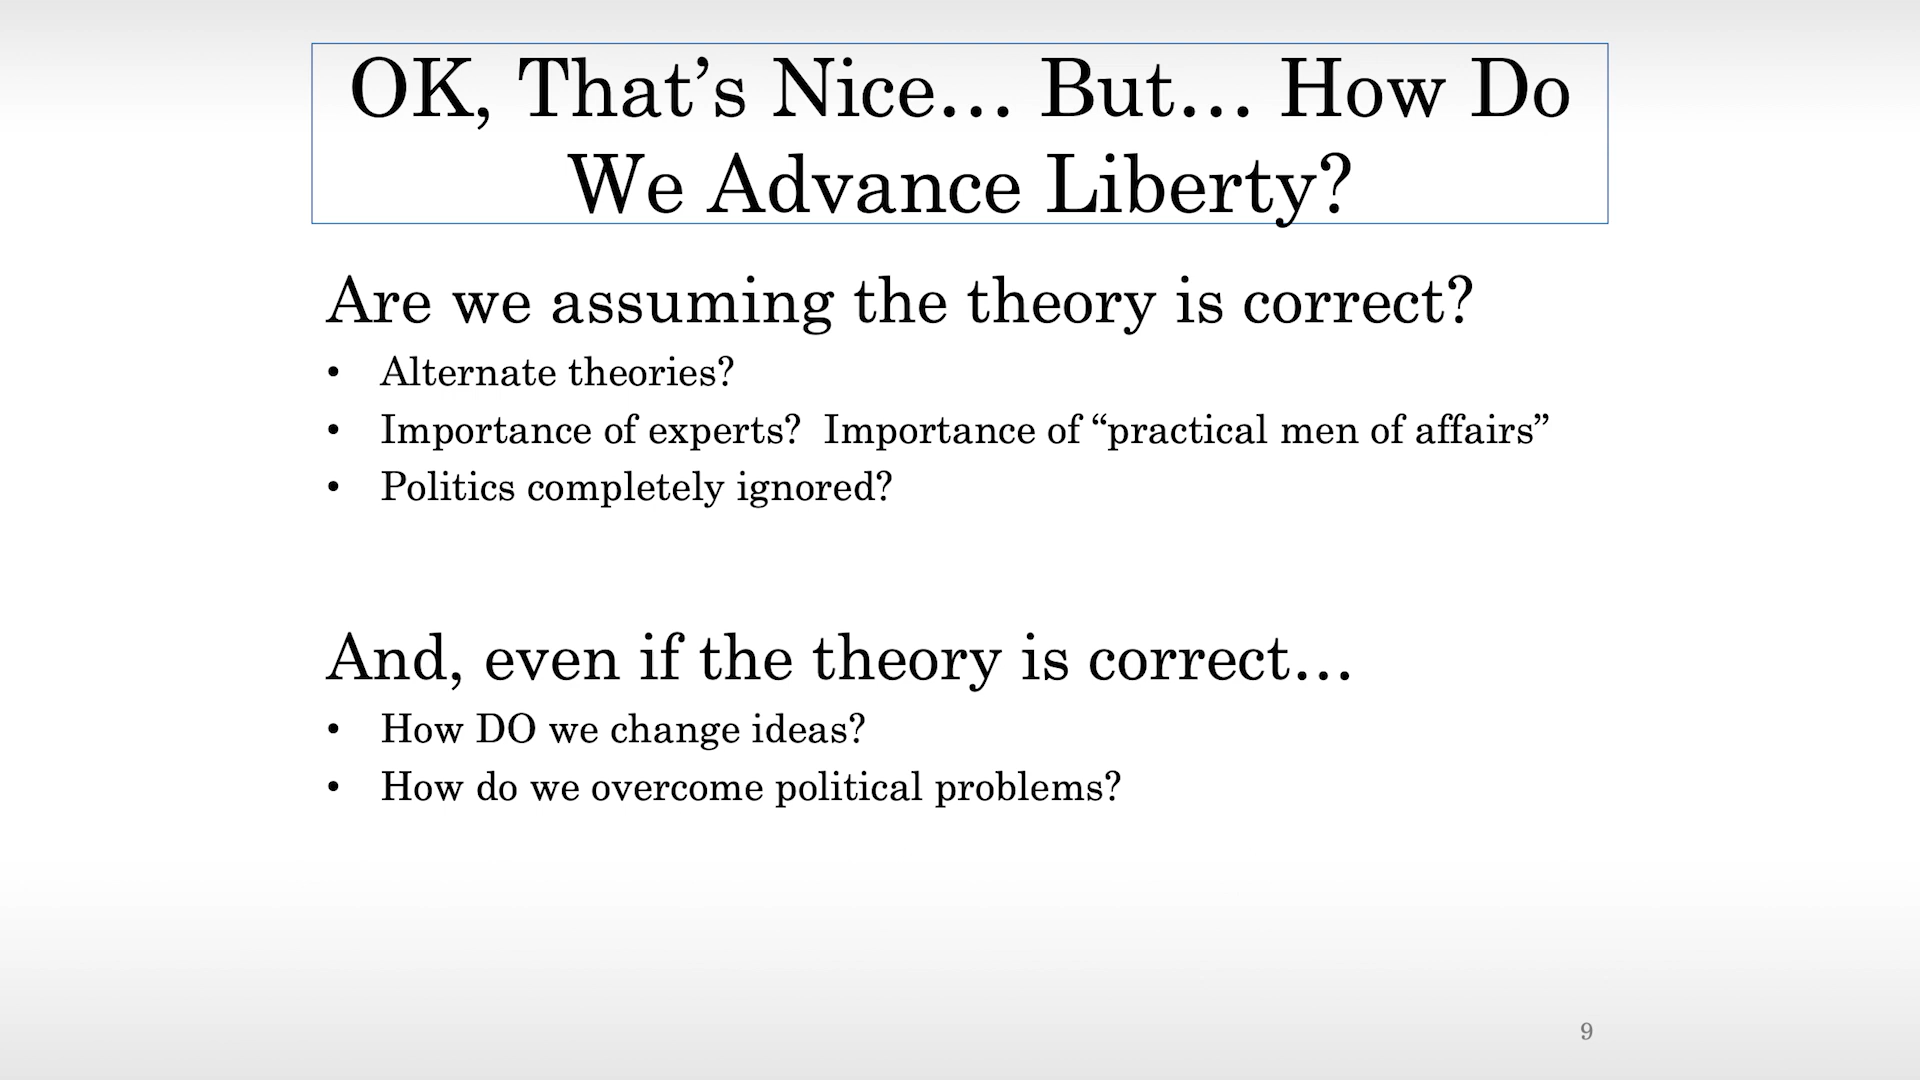 OK, That’s Nice… But… How Do
We Advance Liberty?
Are we assuming the theory is correct?
• Alternate theories?
• Importance of experts?  Importance of “practical men of affairs”
• Politics completely ignored?
And, even if the theory is correct…
• How DO we change ideas?
• How do we overcome political problems?
9